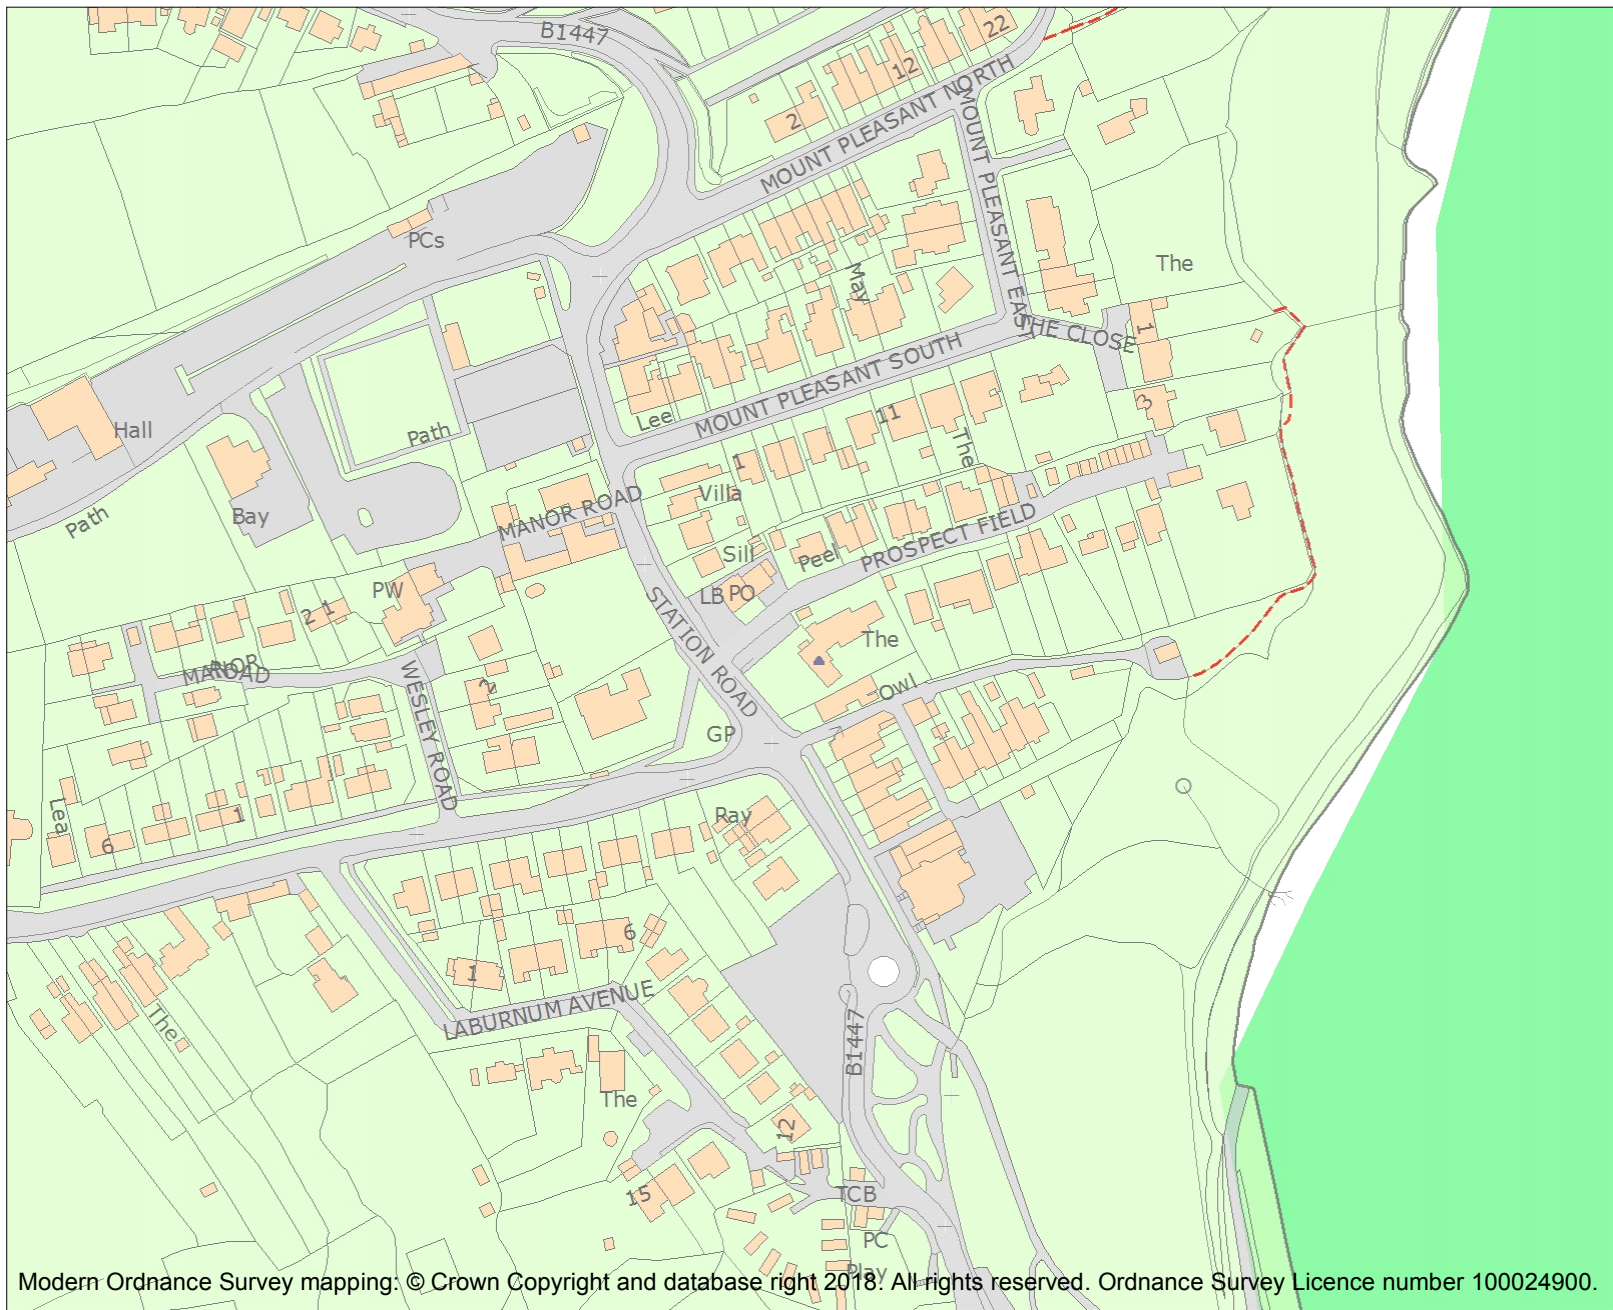 B1447
22
12
2
MOUNT PLEASANT NORTH
MOUNT PLEASANT EAST
PCs
The
May
THE CLOSE
1
MOUNT PLEASANT SOUTH
3
Lee
11
Hall
Path
The
1
Villa
MANOR ROAD
Path
Bay
PROSPECT FIELD
Sill
Peel
PW
LB
PO
2
1
STATION ROAD
The
MANOR
ROAD
WESLEY ROAD
2
Owl
GP
7
Lea
1
Ray
6
6
1
The
LABURNUM AVENUE
B1447
The
12
15
TCB
PC
Play
Modern Ordnance Survey mapping: © Crown Copyright and database right 2018. All rights reserved. Ordnance Survey Licence number 100024900.